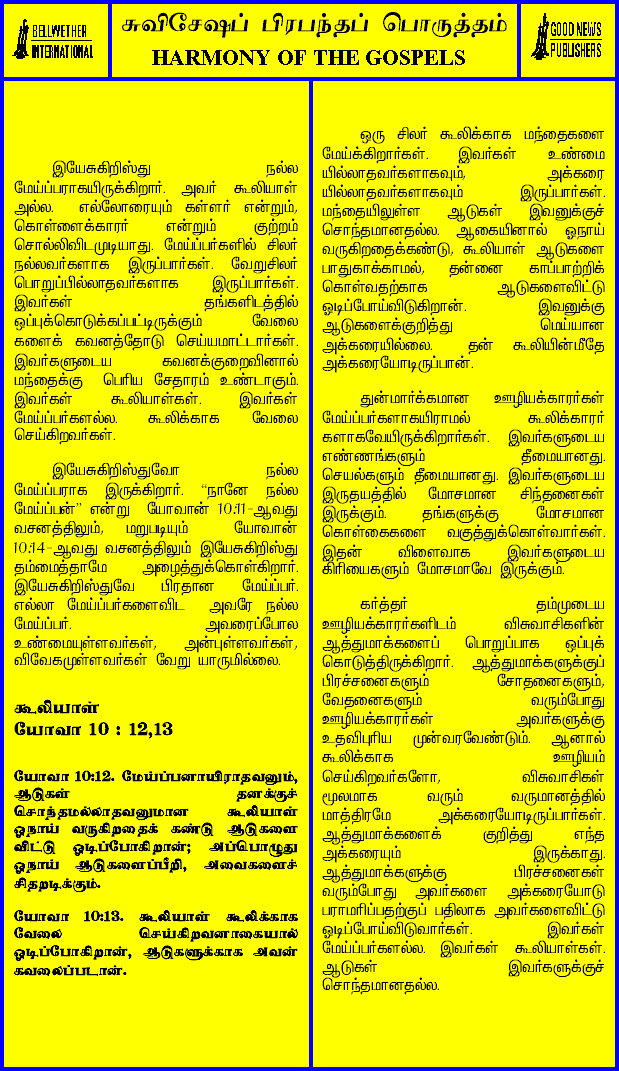 BELLWETHER
INTERNATIONAL
சுவிசேஷப் பிரபந்தப் பொருத்தம்
HARMONY OF THE GOSPELS
GOOD NEWS
PUBLISHERS
இயேசுகிறிஸ்து நல்ல
மேய்ப்பராகயிருக்கிறார். அவர் கூலியாள்
அல்ல. எல்லோரையும் கள்ளர் என்றும்,
கொள்ளைக்காரர் என்றும் குற்றம்
சொல்லிவிடமுடியாது. மேய்ப்பர்களில் சிலர்
நல்லவர்களாக இருப்பார்கள். வேறுசிலர்
பொறுப்பில்லாதவர்களாக இருப்பார்கள்.
இவர்கள் தங்களிடத்தில்
ஒப்புக்கொடுக்கப்பட்டிருக்கும் வேலை
களைக் கவனத்தோடு செய்யமாட்டார்கள்.
இவர்களுடைய கவனக்குறைவினால்
மந்தைக்கு பெரிய சேதாரம் உண்டாகும்.
இவர்கள் கூலியாள்கள். இவர்கள்
மேய்ப்பர்களல்ல. கூலிக்காக வேலை
செய்கிறவர்கள்.
இயேசுகிறிஸ்துவோ நல்ல
மேய்ப்பராக இருக்கிறார். “நானே நல்ல
மேய்ப்பன்” என்று யோவான் 10:11-ஆவது
வசனத்திலும், மறுபடியும் யோவான்
10:14-ஆவது வசனத்திலும் இயேசுகிறிஸ்து
தம்மைத்தாமே அழைத்துக்கொள்கிறார்.
இயேசுகிறிஸ்துவே பிரதான மேய்ப்பர்.
எல்லா மேய்ப்பர்களைவிட அவரே நல்ல
மேய்ப்பர். அவரைப்போல
உண்மையுள்ளவர்கள், அன்புள்ளவர்கள்,
விவேகமுள்ளவர்கள் வேறு யாருமில்லை.
கூலியாள்
யோவா 10 : 12,13
யோவா 10:12. மேய்ப்பனாயிராதவனும்,
ஆடுகள் தனக்குச்
சொந்தமல்லாதவனுமான கூலியாள்
ஓநாய் வருகிறதைக் கண்டு ஆடுகளை
விட்டு ஓடிப்போகிறான்; அப்பொழுது
ஓநாய் ஆடுகளைப்பீறி, அவைகளைச்
சிதறடிக்கும்.
யோவா 10:13. கூலியாள் கூலிக்காக
வேலை செய்கிறவனாகையால்
ஓடிப்போகிறான், ஆடுகளுக்காக அவன்
கவலைப்படான்.
ஒரு சிலர் கூலிக்காக மந்தைகளை
மேய்க்கிறார்கள். இவர்கள் உண்மை
யில்லாதவர்களாகவும், அக்கரை
யில்லாதவர்களாகவும் இருப்பார்கள்.
மந்தையிலுள்ள ஆடுகள் இவனுக்குச்
சொந்தமானதல்ல. ஆகையினால் ஓநாய்
வருகிறதைக்கண்டு, கூலியாள் ஆடுகளை
பாதுகாக்காமல், தன்னை காப்பாற்றிக்
கொள்வதற்காக ஆடுகளைவிட்டு
ஓடிப்போய்விடுகிறான். இவனுக்கு
ஆடுகளைக்குறித்து மெய்யான
அக்கரையில்லை. தன் கூலியின்மீதே
அக்கரையோடிருப்பான்.
துன்மார்க்கமான ஊழியக்காரர்கள்
மேய்ப்பர்களாகயிராமல் கூலிக்காரர்
களாகவேயிருக்கிறார்கள். இவர்களுடைய
எண்ணங்களும் தீமையானது.
செயல்களும் தீமையானது. இவர்களுடைய
இருதயத்தில் மோசமான சிந்தனைகள்
இருக்கும். தங்களுக்கு மோசமான
கொள்கைகளை வகுத்துக்கொள்வார்கள்.
இதன் விளைவாக இவர்களுடைய
கிரியைகளும் மோசமாவே இருக்கும்.
கர்த்தர் தம்முடைய
ஊழியக்காரர்களிடம் விசுவாசிகளின்
ஆத்துமாக்களைப் பொறுப்பாக ஒப்புக்
கொடுத்திருக்கிறார். ஆத்துமாக்களுக்குப்
பிரச்சனைகளும் சோதனைகளும்,
வேதனைகளும் வரும்போது
ஊழியக்காரர்கள் அவர்களுக்கு
உதவிபுரிய முன்வரவேண்டும். ஆனால்
கூலிக்காக ஊழியம்
செய்கிறவர்களோ, விசுவாசிகள்
மூலமாக வரும் வருமானத்தில்
மாத்திரமே அக்கரையோடிருப்பார்கள்.
ஆத்துமாக்களைக் குறித்து எந்த
அக்கரையும் இருக்காது.
ஆத்துமாக்களுக்கு பிரச்சனைகள்
வரும்போது அவர்களை அக்கரையோடு
பராமரிப்பதற்குப் பதிலாக அவர்களைவிட்டு
ஓடிப்போய்விடுவார்கள். இவர்கள்
மேய்ப்பர்களல்ல. இவர்கள் கூலியாள்கள்.
ஆடுகள் இவர்களுக்குச்
சொந்தமானதல்ல.